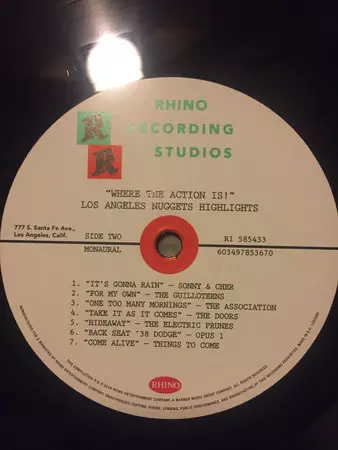 RHINO
RECORDING
STUDIOS
R
R
"WHERE THE ACTION IS!"
LOS ANGELES NUGGETS HIGHLIGHTS
777 S. Santa Fe Ave.,
Los Angeles, Calif.
SIDE TWO
R1 585433
MONAURAL
603497853670
1. "IT'S GONNA RAIN" — SONNY & CHER
2. "FOR MY OWN" — THE GUILLOTEENS
3. "ONE TOO MANY MORNINGS" — THE ASSOCIATION
4. "TAKE IT AS IT COMES" — THE DOORS
5. "HIDEAWAY" — THE ELECTRIC PRUNES
6. "BACK SEAT '38 DODGE" — OPUS 1
7. "COME ALIVE" — THINGS TO COME
RHINO